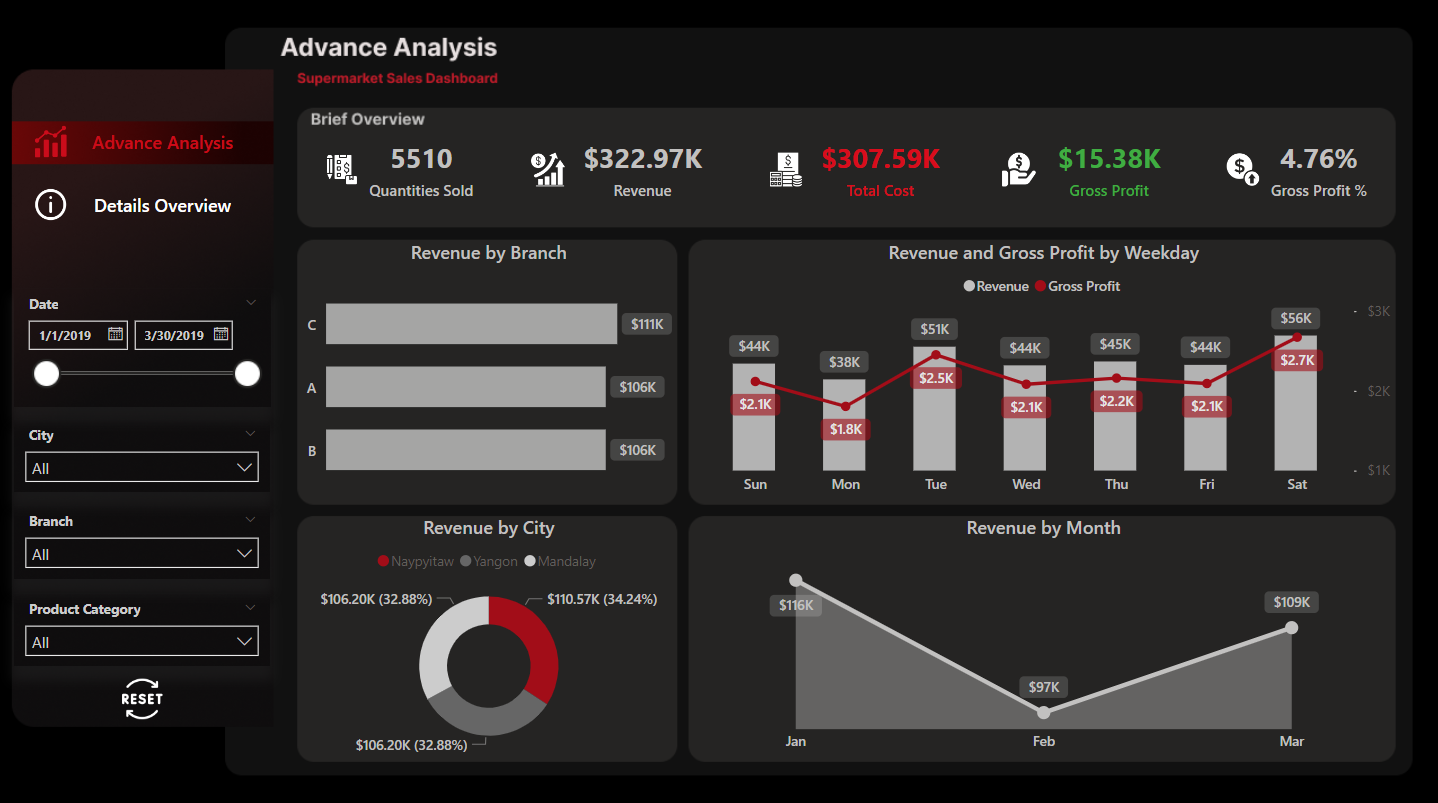 Advance Analysis
Supermarket Sales Dashboard
Advance Analysis
Details Overview
Date
1/1/2019 3/30/2019
City
All
Branch
All
Product Category
All
RESET
Brief Overview
5510 $322.97K $307.59K $15.38K 4.76%
Quantities Sold Revenue Total Cost Gross Profit Gross Profit %
Revenue by Branch
C $111K
A $106K
B $106K
Revenue and Gross Profit by Weekday
Revenue Gross Profit
$44K $38K $51K $44K $45K $44K $56K
$2.1K $1.8K $2.5K $2.1K $2.2K $2.1K $2.7K
$3K
$2K
$1K
Sun Mon Tue Wed Thu Fri Sat
Revenue by City
Naypyitaw Yangon Mandalay
$106.20K (32.88%) $110.57K (34.24%)
$106.20K (32.88%)
Revenue by Month
$116K $97K $109K
Jan Feb Mar